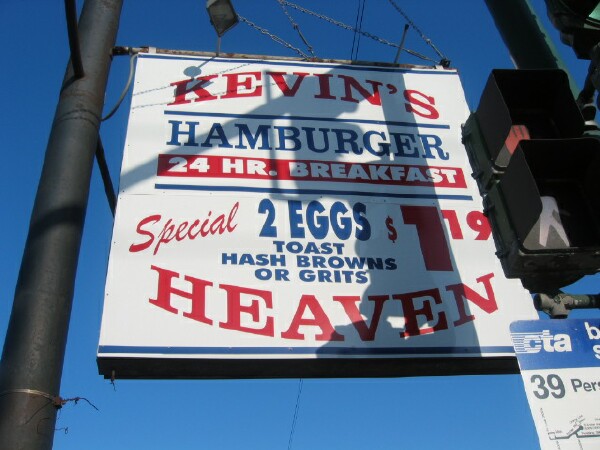 KEVIN'S
HAMBURGER
24 HR. BREAKFAST
Special 2 EGGS $1.19
TOAST
HASH BROWNS
OR GRITS
HEAVEN
cta
39